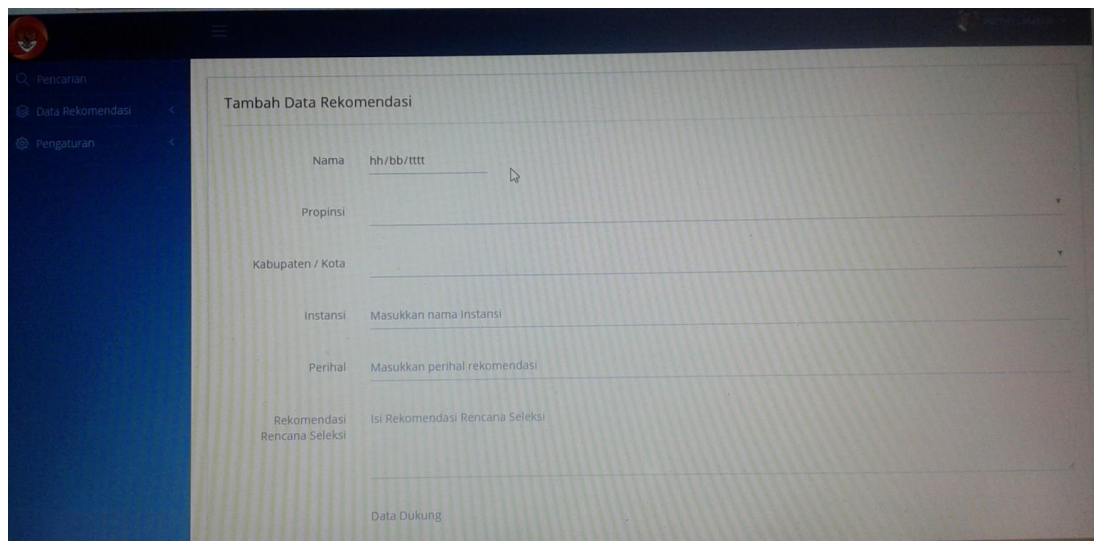 Pencarian
Data Rekomendasi
Pengaturan
Tambah Data Rekomendasi
Nama hh/bb/tttt
Propinsi
Kabupaten / Kota
Instansi Masukkan nama Instansi
Perihal Masukkan perihal rekomendasi
Rekomendasi Isi Rekomendasi Rencana Seleksi
Rencana Seleksi
Data Dukung